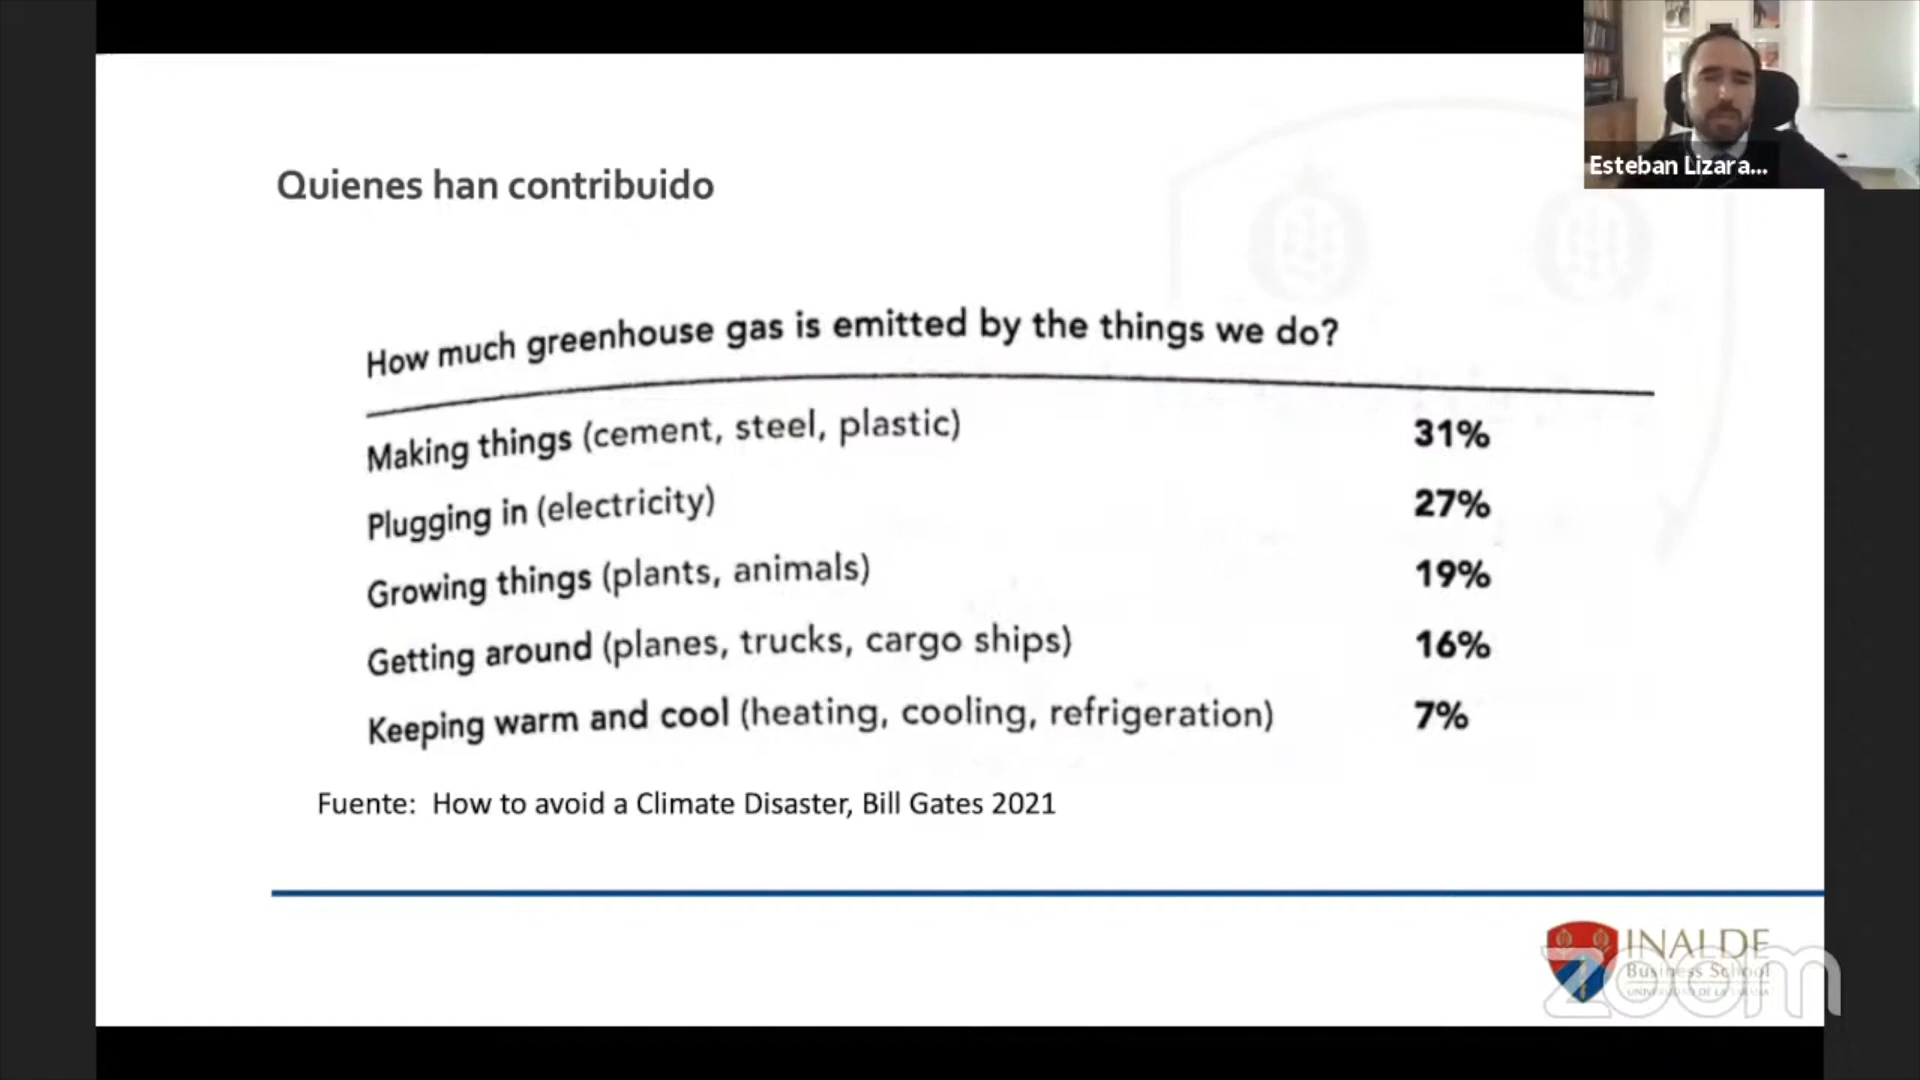 Esteban Lizara...
Quienes han contribuido
How much greenhouse gas is emitted by the things we do?
Making things (cement, steel, plastic) 31%
Plugging in (electricity) 27%
Growing things (plants, animals) 19%
Getting around (planes, trucks, cargo ships) 16%
Keeping warm and cool (heating, cooling, refrigeration) 7%
Fuente: How to avoid a Climate Disaster, Bill Gates 2021
INALDE
Business School
zoom